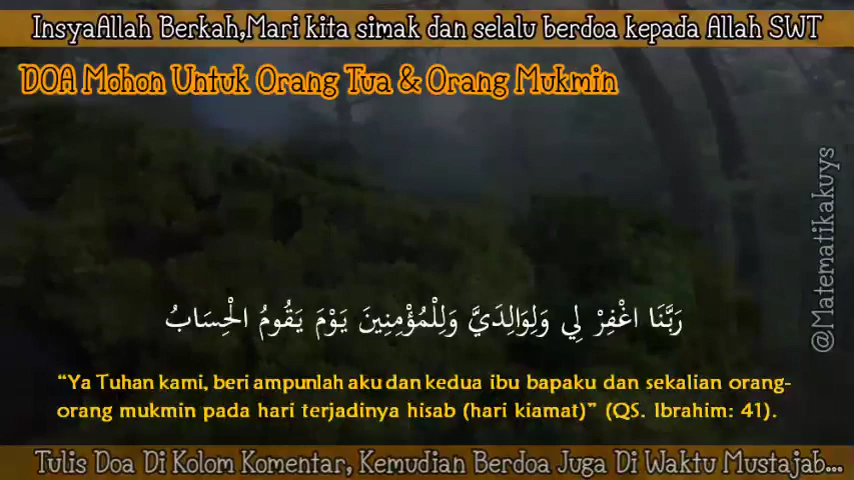 InsyaAllah Berkah,Mari kita simak dan selalu berdoa kepada Allah SWT
DOA Mohon Untuk Orang Tua & Orang Mukmin
@Matematikakuys
رَبَّنَا اغْفِرْ لِي وَلِوَالِدَيَّ وَلِلْمُؤْمِنِينَ يَوْمَ يَقُومُ الْحِسَابُ
“Ya Tuhan kami, beri ampunlah aku dan kedua ibu bapaku dan sekalian orang-
orang mukmin pada hari terjadinya hisab (hari kiamat)” (QS. Ibrahim: 41).
Tulis Doa Di Kolom Komentar, Kemudian Berdoa Juga Di Waktu Mustajab...